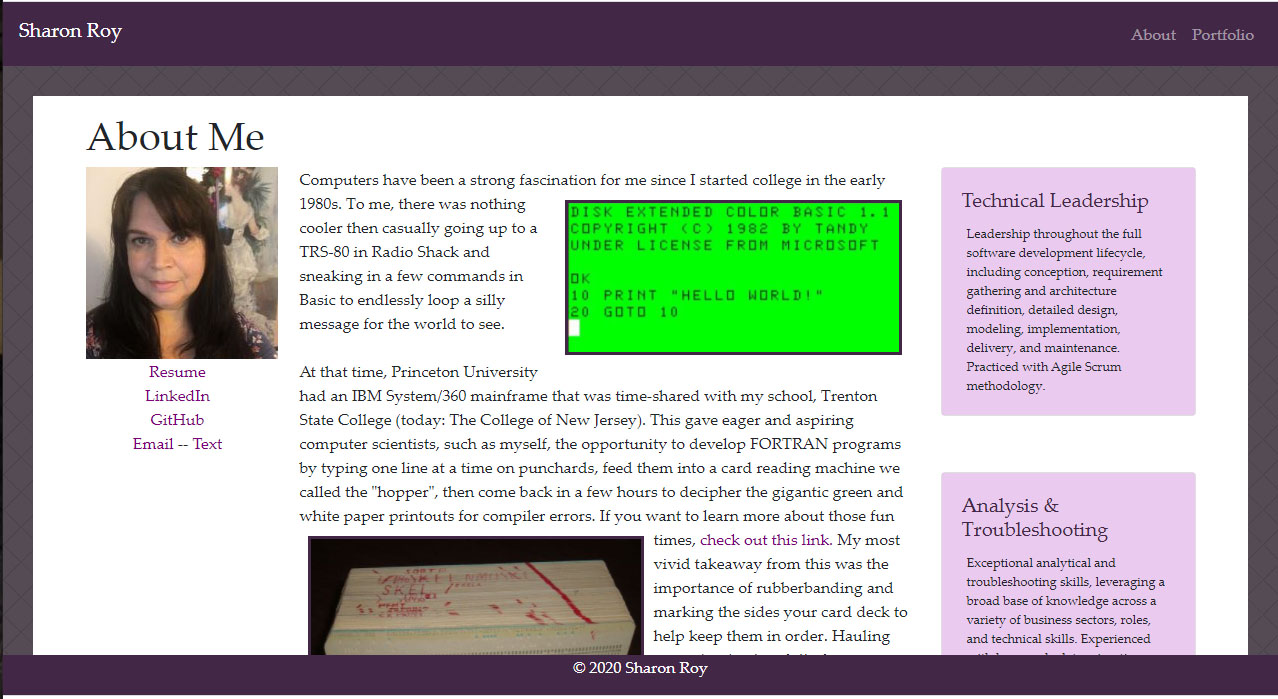 Sharon Roy
About Portfolio
About Me
Resume
LinkedIn
GitHub
Email -- Text
Computers have been a strong fascination for me since I started college in the early
1980s. To me, there was nothing
cooler then casually going up to a
TRS-80 in Radio Shack and
sneaking in a few commands in
Basic to endlessly loop a silly
message for the world to see.
DISK EXTENDED COLOR BASIC 1.1
COPYRIGHT (C) 1982 BY TANDY
UNDER LICENSE FROM MICROSOFT
OK
10 PRINT "HELLO WORLD!"
20 GOTO 10
At that time, Princeton University
had an IBM System/360 mainframe that was time-shared with my school, Trenton
State College (today: The College of New Jersey). This gave eager and aspiring
computer scientists, such as myself, the opportunity to develop FORTRAN programs
by typing one line at a time on punchards, feed them into a card reading machine we
called the "hopper", then come back in a few hours to decipher the gigantic green and
white paper printouts for compiler errors. If you want to learn more about those fun
times, check out this link. My most
vivid takeaway from this was the
importance of rubberbanding and
marking the sides your card deck to
help keep them in order. Hauling
Technical Leadership
Leadership throughout the full
software development lifecycle,
including conception, requirement
gathering and architecture
definition, detailed design,
modeling, implementation,
delivery, and maintenance.
Practiced with Agile Scrum
methodology.
Analysis &
Troubleshooting
Exceptional analytical and
troubleshooting skills, leveraging a
broad base of knowledge across a
variety of business sectors, roles,
and technical skills. Experienced
© 2020 Sharon Roy